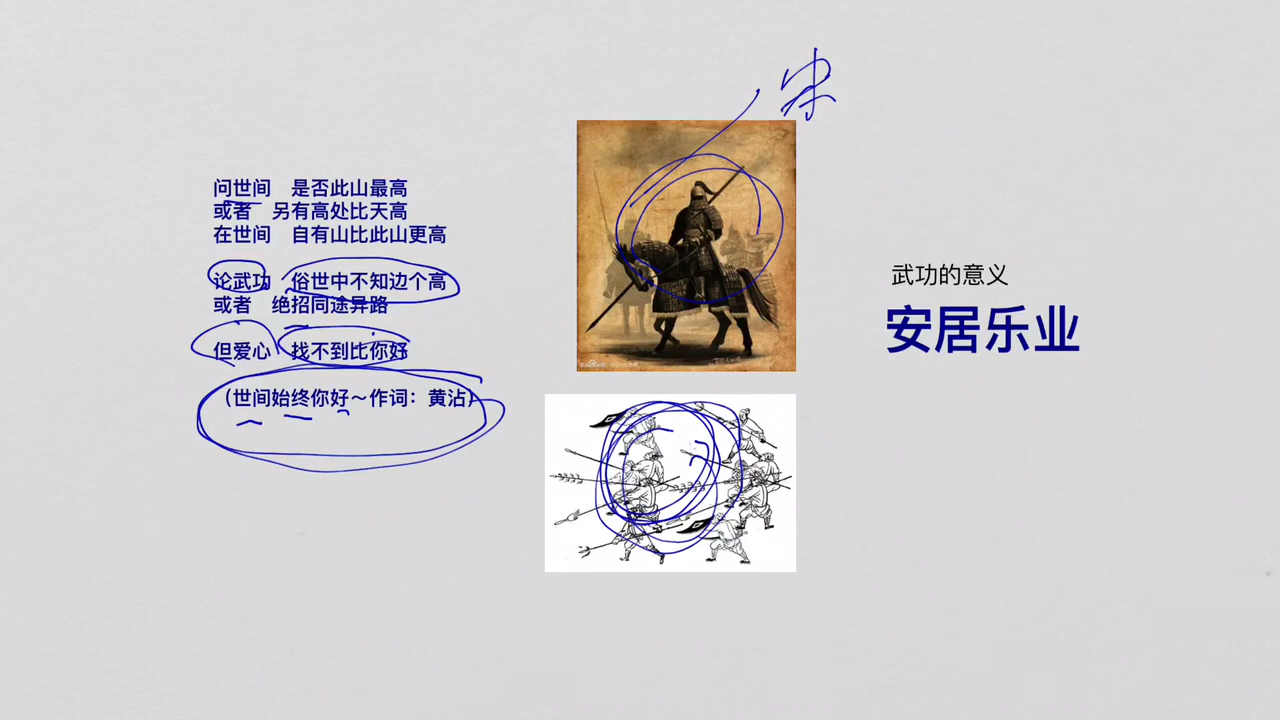 问世间 是否此山最高
或者 另有高处比天高
在世间 自有山比此山更高
论武功 俗世中不知边个高
或者 绝招同途异路
但爱心 找不到比你好
（世间始终你好～作词：黄沾）
宋
武功的意义
安居乐业